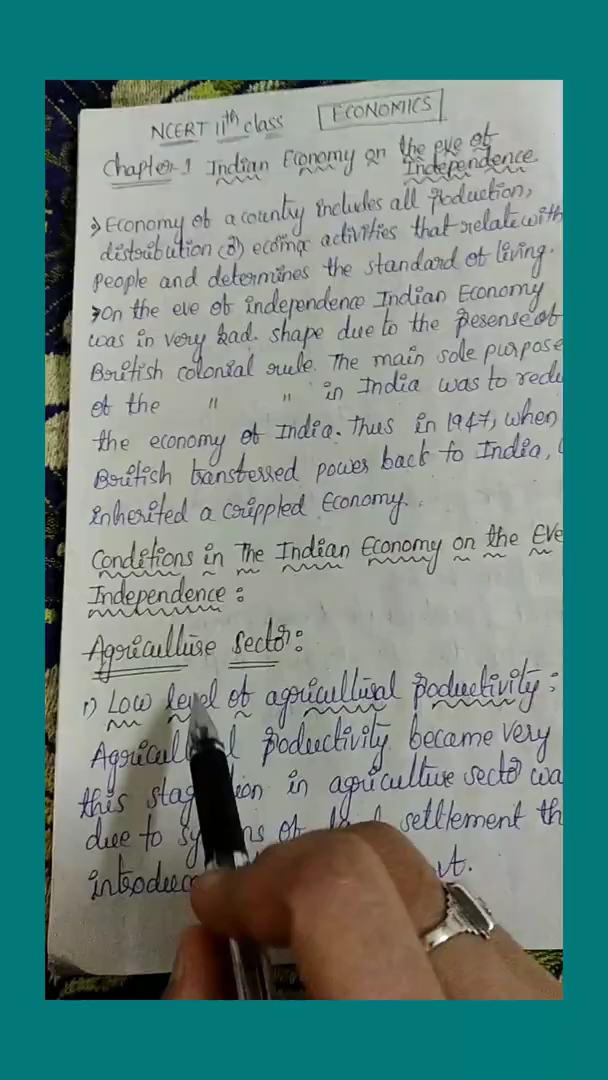 NCERT 11th class ECONOMICS
Chapter-1 Indian Economy on the eve of
Independence
Economy of a country includes all production,
distribution (or) ecomic activities that relate with
people and determines the standard of living.
On the eve of independence Indian Economy
was in very bad shape due to the presense of
British colonial rule. The main sole purpose
of the " " in India was to redu
the economy of India. Thus in 1947, when
British transferred power back to India,
inherited a crippled Economy.
Conditions in The Indian Economy on the Eve
Independence:
Agriculture Sector:
1) Low level of agricultural productivity:
productivity became very
this in agriculture sector wa
due to of settlement th